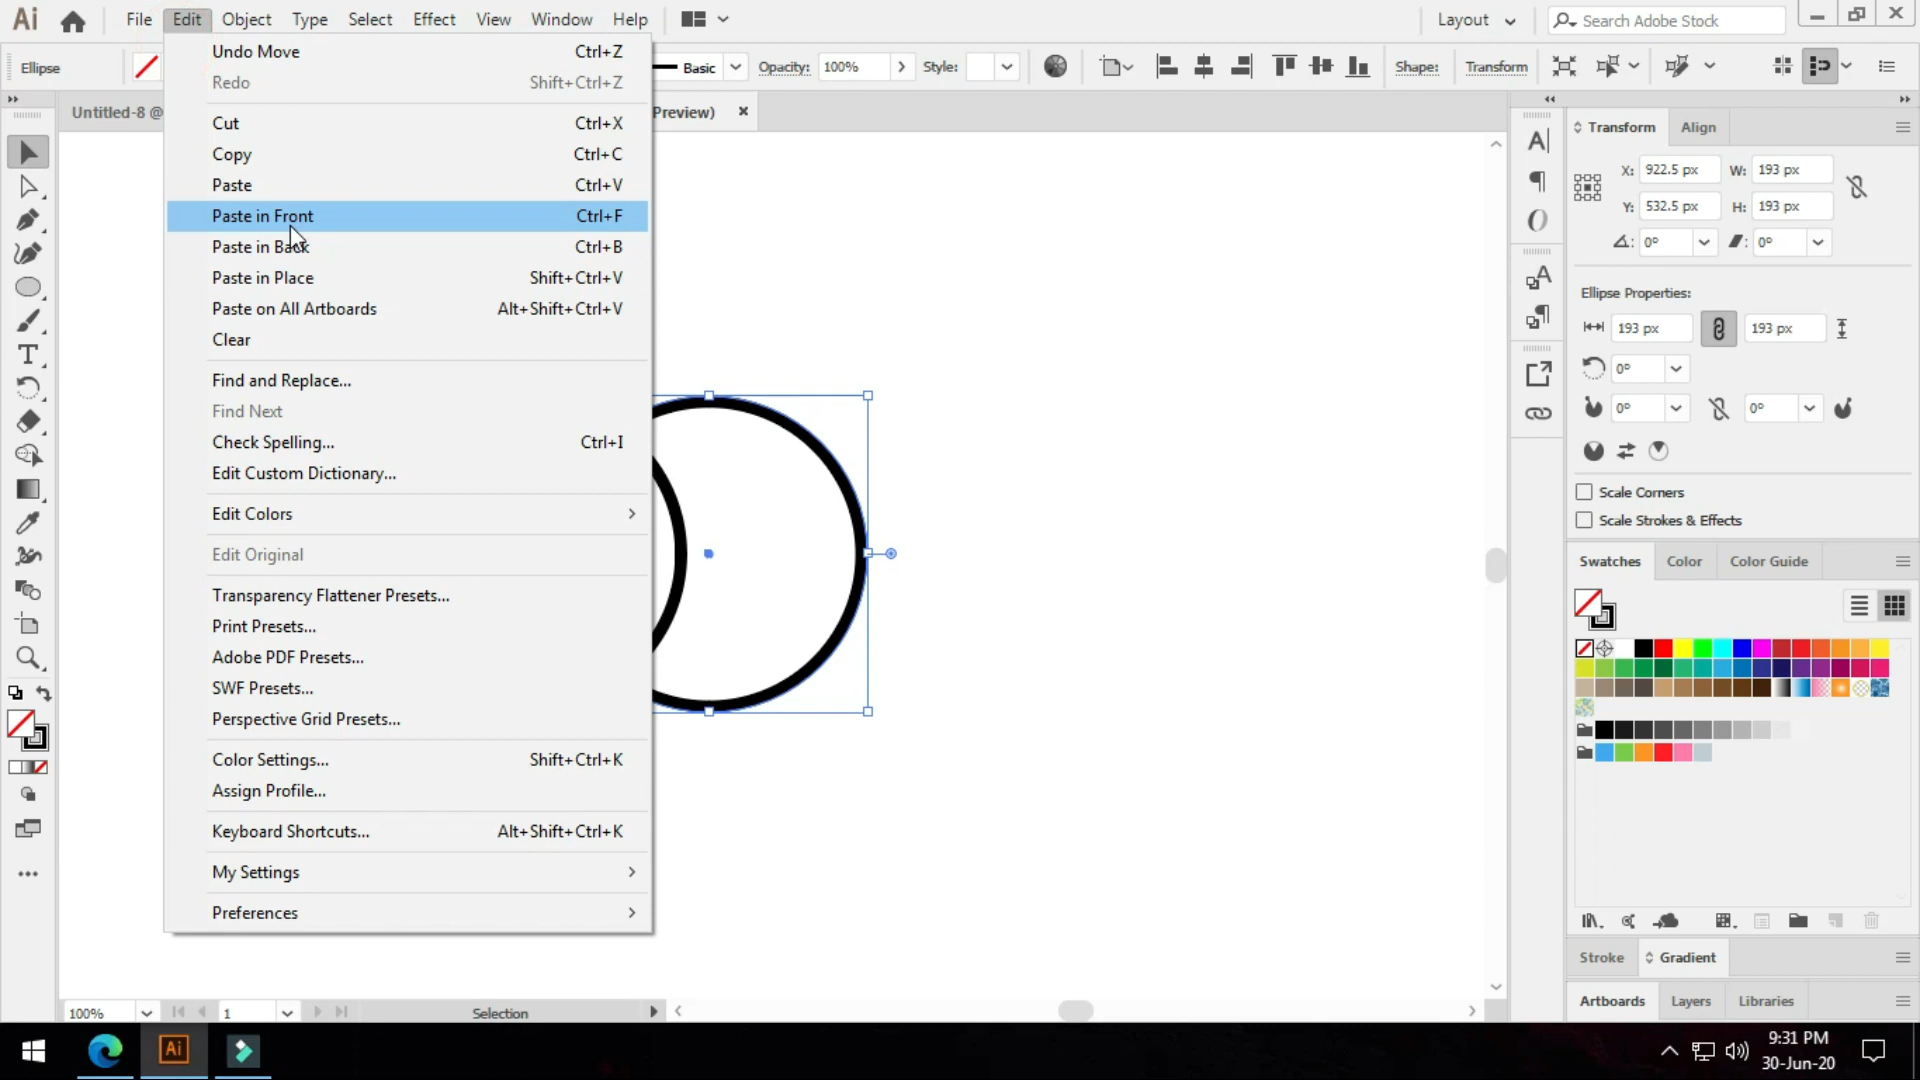 Ai File Edit Object Type Select Effect View Window Help Layout Search Adobe Stock
Ellipse Basic Opacity: 100% Style: Shape: Transform
Untitled-8 @ Preview)
Undo Move Ctrl+Z
Redo Shift+Ctrl+Z
Cut Ctrl+X
Copy Ctrl+C
Paste Ctrl+V
Paste in Front Ctrl+F
Paste in Back Ctrl+B
Paste in Place Shift+Ctrl+V
Paste on All Artboards Alt+Shift+Ctrl+V
Clear
Find and Replace...
Find Next
Check Spelling... Ctrl+I
Edit Custom Dictionary...
Edit Colors
Edit Original
Transparency Flattener Presets...
Print Presets...
Adobe PDF Presets...
SWF Presets...
Perspective Grid Presets...
Color Settings... Shift+Ctrl+K
Assign Profile...
Keyboard Shortcuts... Alt+Shift+Ctrl+K
My Settings
Preferences
Transform Align
X: 922.5 px W: 193 px
Y: 532.5 px H: 193 px
0° 0°
Ellipse Properties:
193 px 193 px
0°
0° 0°
Scale Corners
Scale Strokes & Effects
Swatches Color Color Guide
Stroke Gradient
Artboards Layers Libraries
100% 1 Selection
Ai
9:31 PM
30-Jun-20